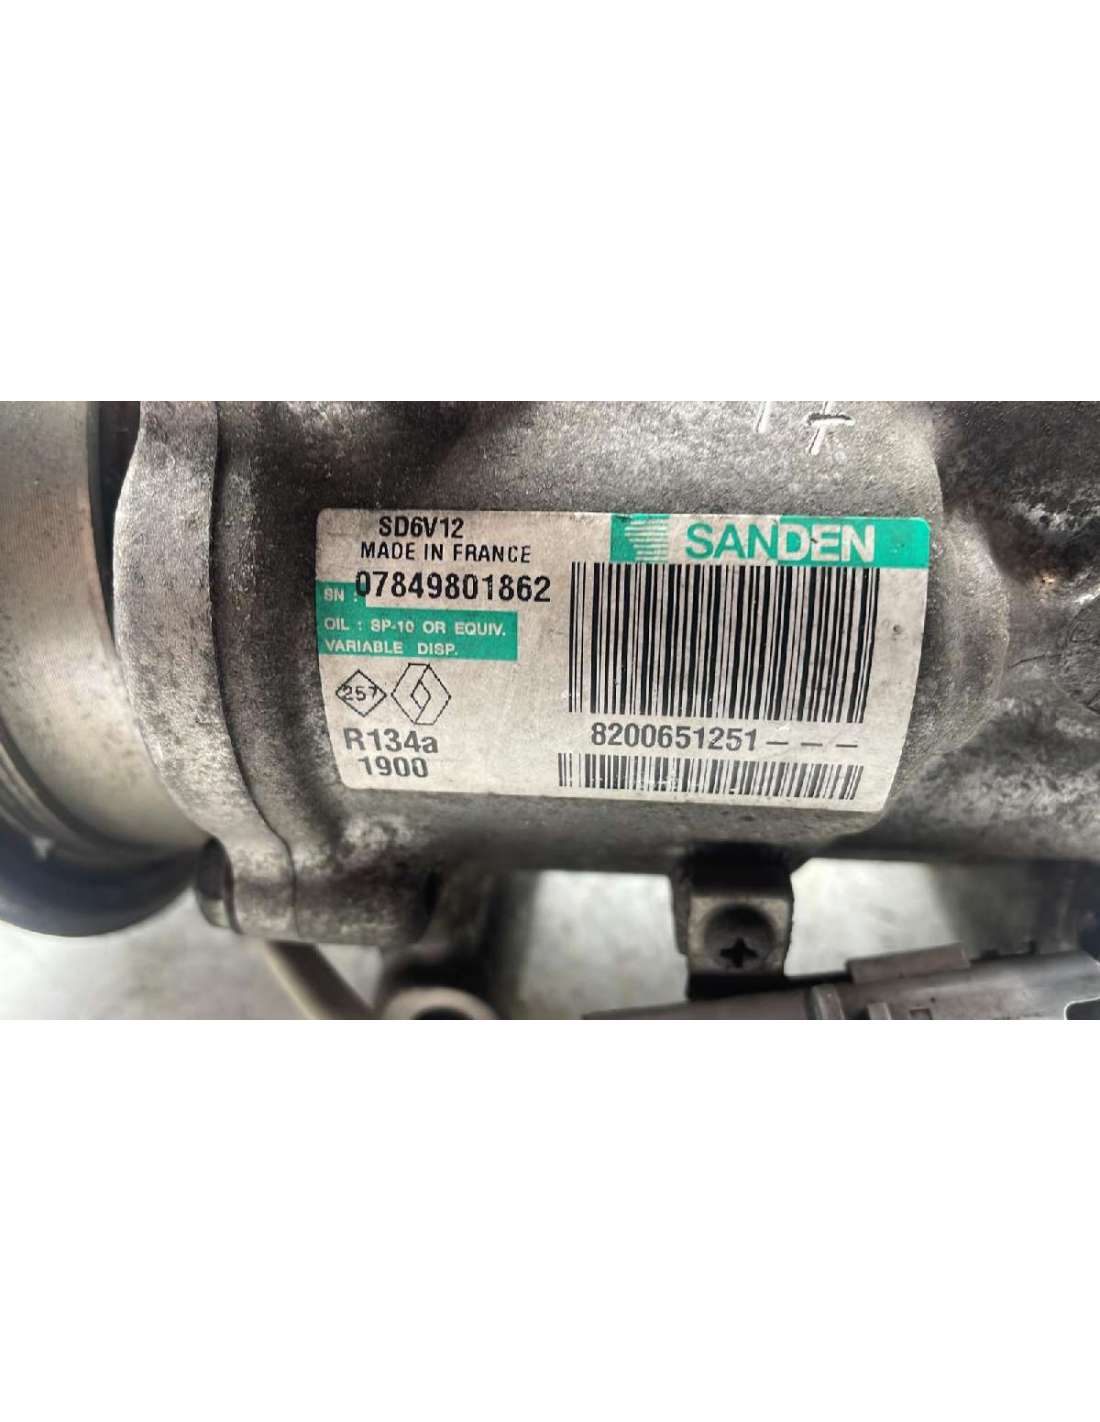 SD6V12
MADE IN FRANCE
SANDEN
SN : 07849801862
OIL : SP-10 OR EQUIV.
VARIABLE DISP.
257
R134a
1900
8200651251---